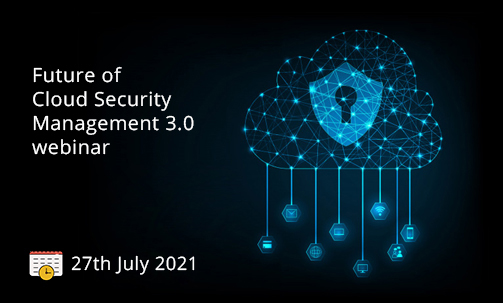 Future of
Cloud Security
Management 3.0
webinar
27th July 2021